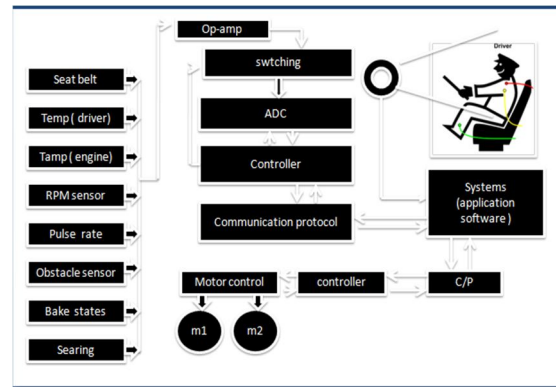 Op-amp
swtching
ADC
Controller
Communication protocol
Seat belt
Temp ( driver)
Tamp ( engine)
RPM sensor
Pulse rate
Obstacle sensor
Bake states
Searing
Driver
Systems
(application
software )
Motor control
controller
C/P
m1
m2